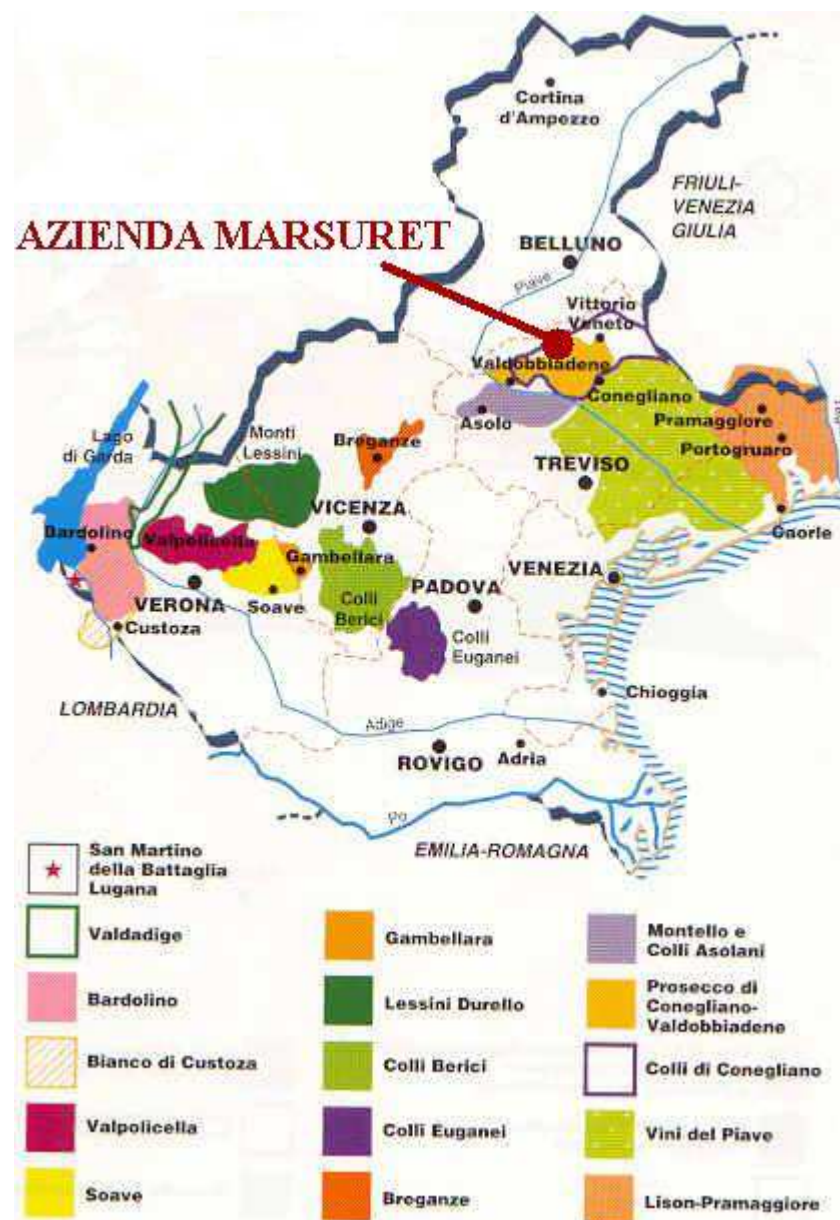 Cortina
d'Ampezzo
FRIULI-
VENEZIA
GIULIA
AZIENDA MARSURET
BELLUNO
Piave
Vittorio
Veneto
Valdobbiadene
Conegliano
Asolo
Pramaggiore
Portogruaro
Lago
di Garda
Monti
Lessini
Breganze
TREVISO
VICENZA
Caorle
Bardolino
Valpolicella
Gambellara
VENEZIA
PADOVA
VERONA
Soave
Colli
Berici
Custoza
Colli
Euganei
Chioggia
LOMBARDIA
Adige
ROVIGO
Adria
Po
EMILIA-ROMAGNA
San Martino
della Battaglia
Lugana
Valdadige
Bardolino
Bianco di Custoza
Valpolicella
Soave
Gambellara
Lessini Durello
Colli Berici
Colli Euganei
Breganze
Montello e
Colli Asolani
Prosecco di
Conegliano-
Valdobbiadene
Colli di Conegliano
Vini del Piave
Lison-Pramaggiore